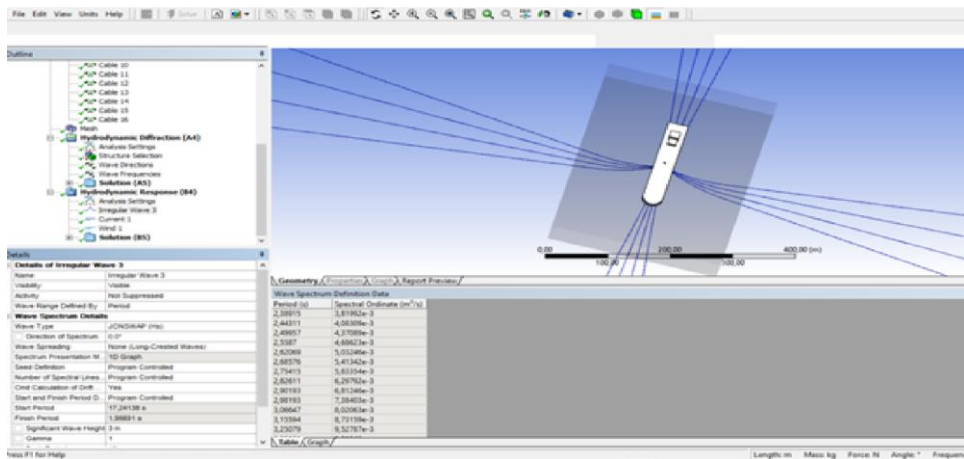 File Edit View Units Help Solve
Outline
Cable 10
Cable 11
Cable 12
Cable 13
Cable 14
Cable 15
Cable 16
Mesh
Hydrodynamic Diffraction (A4)
Analysis Settings
Structure Selection
Wave Directions
Wave Frequencies
Solution (A5)
Hydrodynamic Response (B4)
Analysis Settings
Irregular Wave 3
Current 1
Wind 1
Solution (B5)
0,00 200,00 400,00 (m)
100,00 300,00
Geometry Properties Graph Report Preview
Details
Details of Irregular Wave 3
Name Irregular Wave 3
Visibility Visible
Activity Not Suppressed
Wave Range Defined By Period
Wave Spectrum Details
Wave Type JONSWAP (Hs)
Direction of Spectrum 0.0°
Wave Spreading None (Long-Crested Waves)
Spectrum Presentation M... 1D Graph
Seed Definition Program Controlled
Number of Spectral Lines... Program Controlled
Omit Calculation of Drift ... Yes
Start and Finish Period D... Program Controlled
Start Period 17,24138 s
Finish Period
Significant Wave Height 3 m
Gamma 1
Wave Spectrum Definition Data
Period (s) Spectral Ordinate (m²/s)
2,38915 3,81992e-3
2,44311 4,08309e-3
2,49957 4,37089e-3
2,5587 4,68623e-3
2,62069 5,03246e-3
2,68576 5,41342e-3
2,75415 5,83354e-3
2,82611 6,29792e-3
2,90193 6,81246e-3
2,98193 7,38403e-3
3,06647 8,02063e-3
3,15594 8,73159e-3
3,25079 9,52787e-3
Table Graph
Press F1 for Help
Length: m Mass: kg Force: N Angle: ° Frequen